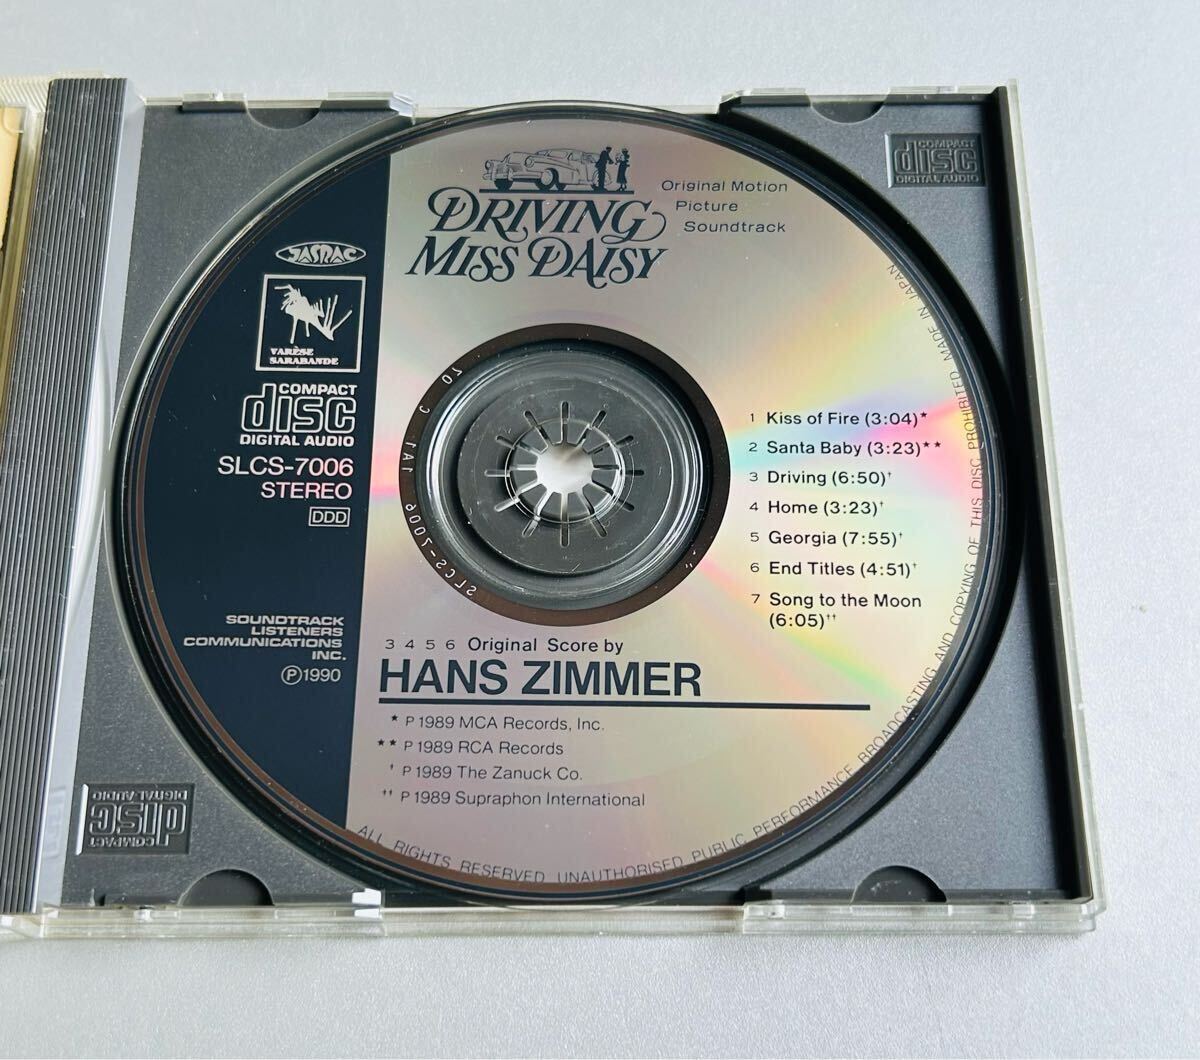 DRIVING
MISS DAISY
Original Motion
Picture
Soundtrack
JASRAC
VARÈSE
SARABANDE
COMPACT
disc
DIGITAL AUDIO
SLCS-7006
STEREO
DDD
SOUNDTRACK
LISTENERS
COMMUNICATIONS
INC.
Ⓟ1990
1 Kiss of Fire (3:04)★
2 Santa Baby (3:23)★★
3 Driving (6:50)†
4 Home (3:23)†
5 Georgia (7:55)†
6 End Titles (4:51)†
7 Song to the Moon
(6:05)††
3 4 5 6 Original Score by
HANS ZIMMER
★ P 1989 MCA Records, Inc.
★★ P 1989 RCA Records
† P 1989 The Zanuck Co.
†† P 1989 Supraphon International
ALL RIGHTS RESERVED UNAUTHORISED PUBLIC PERFORMANCE BROADCASTING AND COPYING OF THIS DISC PROHIBITED MADE IN JAPAN
SLCS-7006
COMPACT
disc
DIGITAL AUDIO
COMPACT
disc
DIGITAL AUDIO